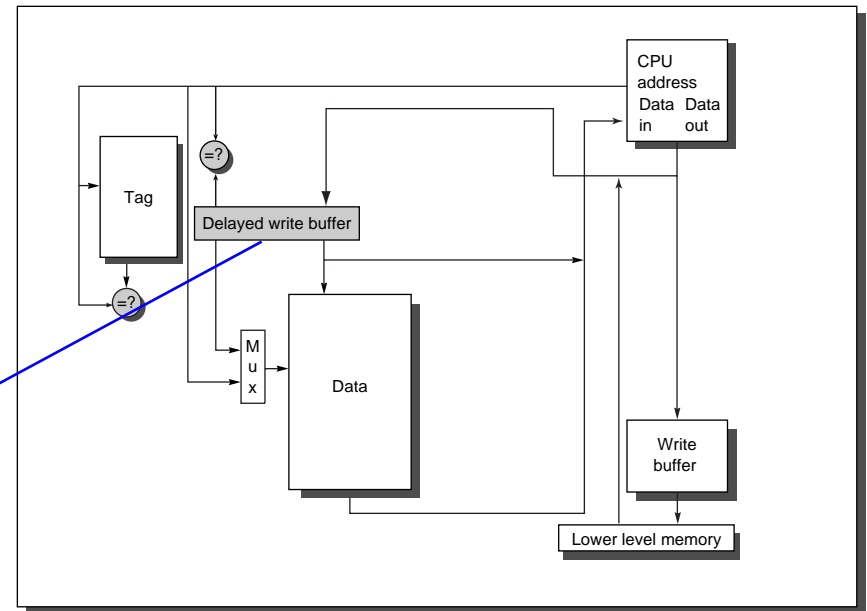 CPU
address
Data Data
in out
=?
Tag
Delayed write buffer
=?
M
u
x
Data
Write
buffer
Lower level memory